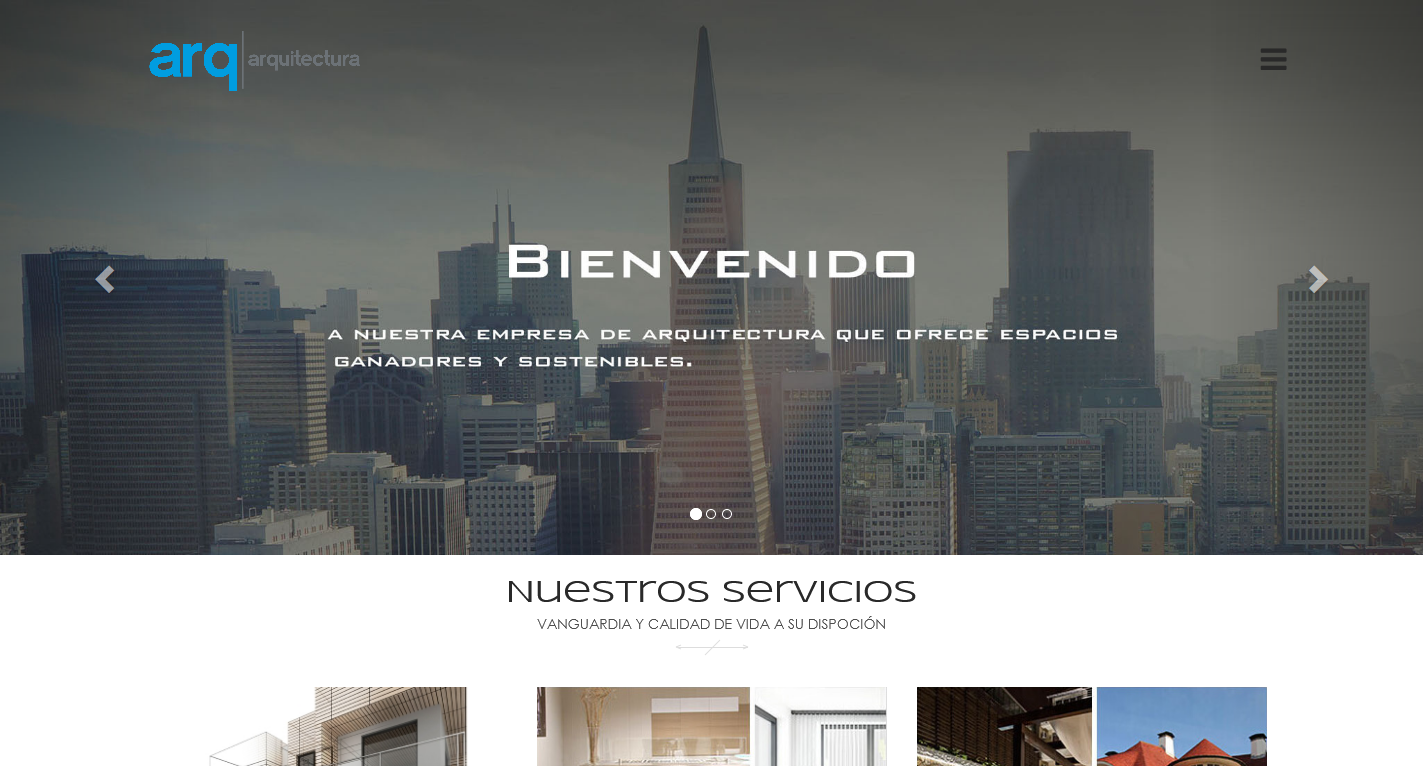 arq arquitectura
Bienvenido
a nuestra empresa de arquitectura que ofrece espacios
ganadores y sostenibles.
Nuestros servicios
VANGUARDIA Y CALIDAD DE VIDA A SU DISPOCIÓN